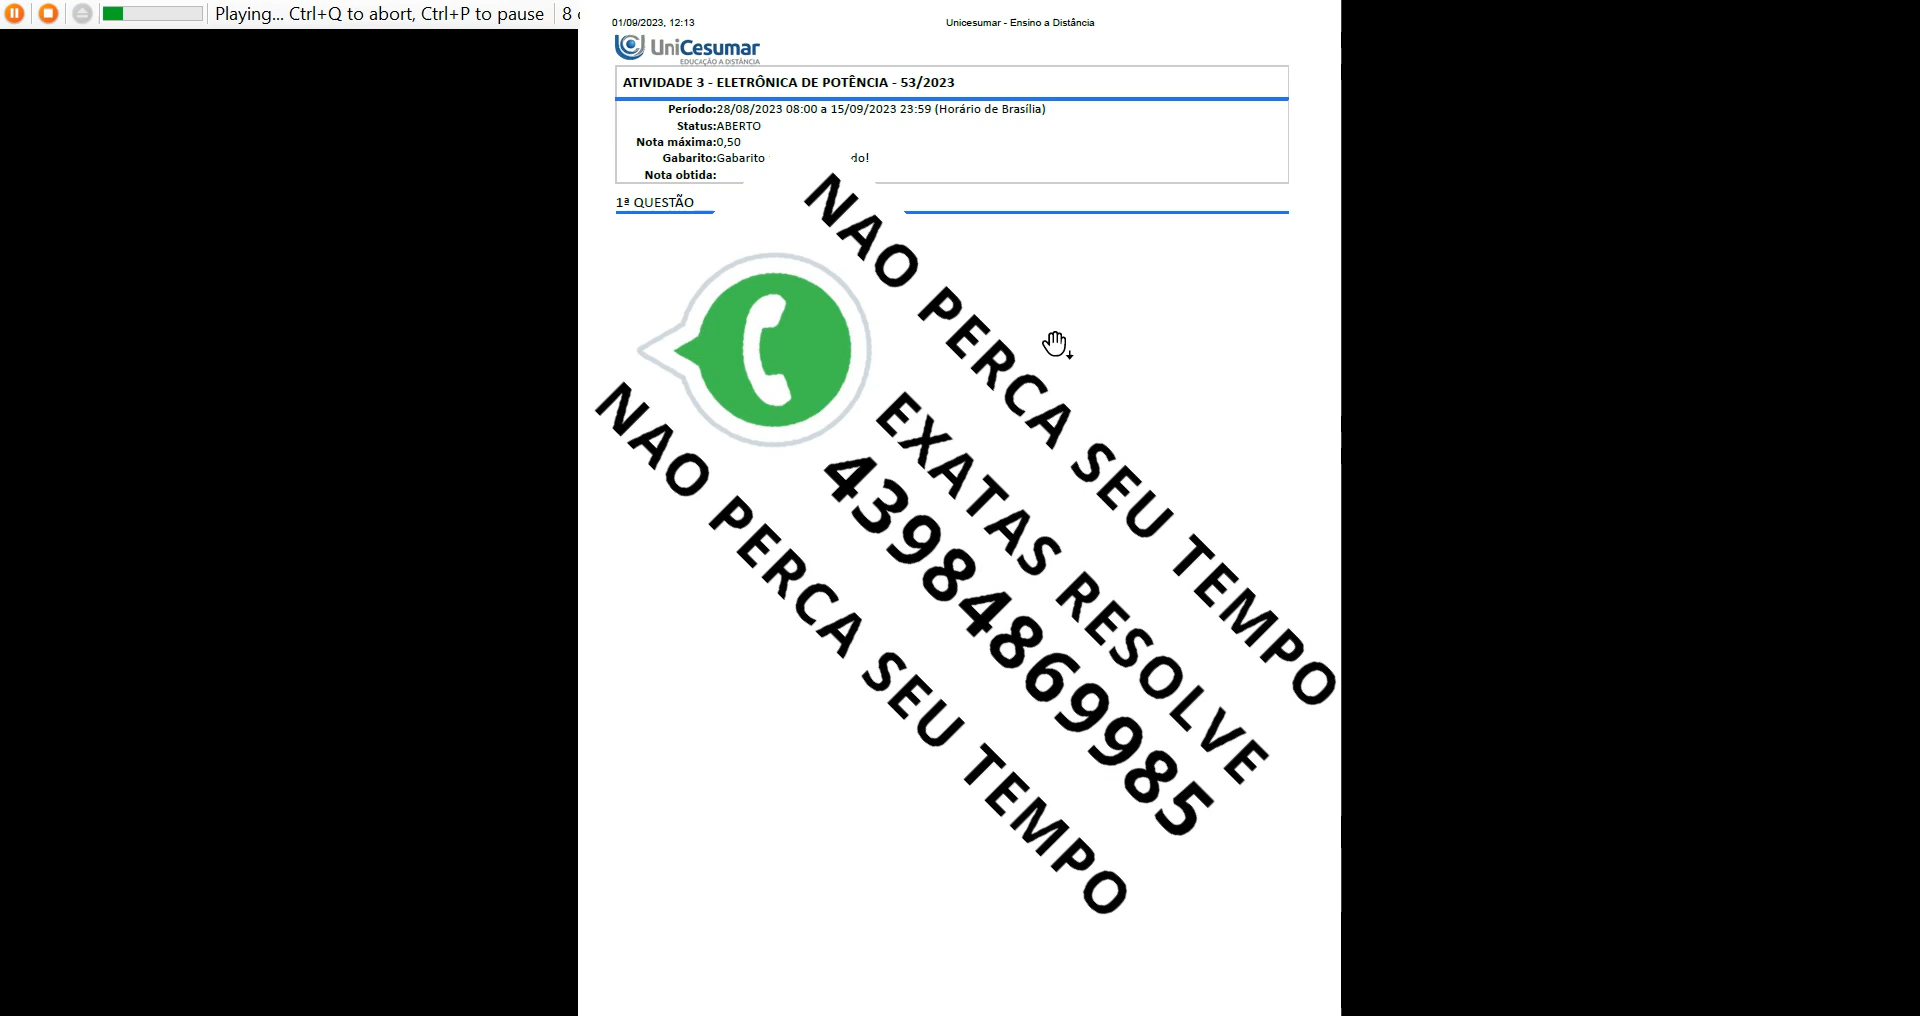 Playing... Ctrl+Q to abort, Ctrl+P to pause
8
01/09/2023, 12:13
Unicesumar - Ensino a Distância
UniCesumar
EDUCAÇÃO A DISTÂNCIA
ATIVIDADE 3 - ELETRÔNICA DE POTÊNCIA - 53/2023
Período:28/08/2023 08:00 a 15/09/2023 23:59 (Horário de Brasília)
Status:ABERTO
Nota máxima:0,50
Gabarito:Gabarito do!
Nota obtida:
1ª QUESTÃO
NAO PERCA SEU TEMPO
EXATAS RESOLVE
43984869985
NAO PERCA SEU TEMPO